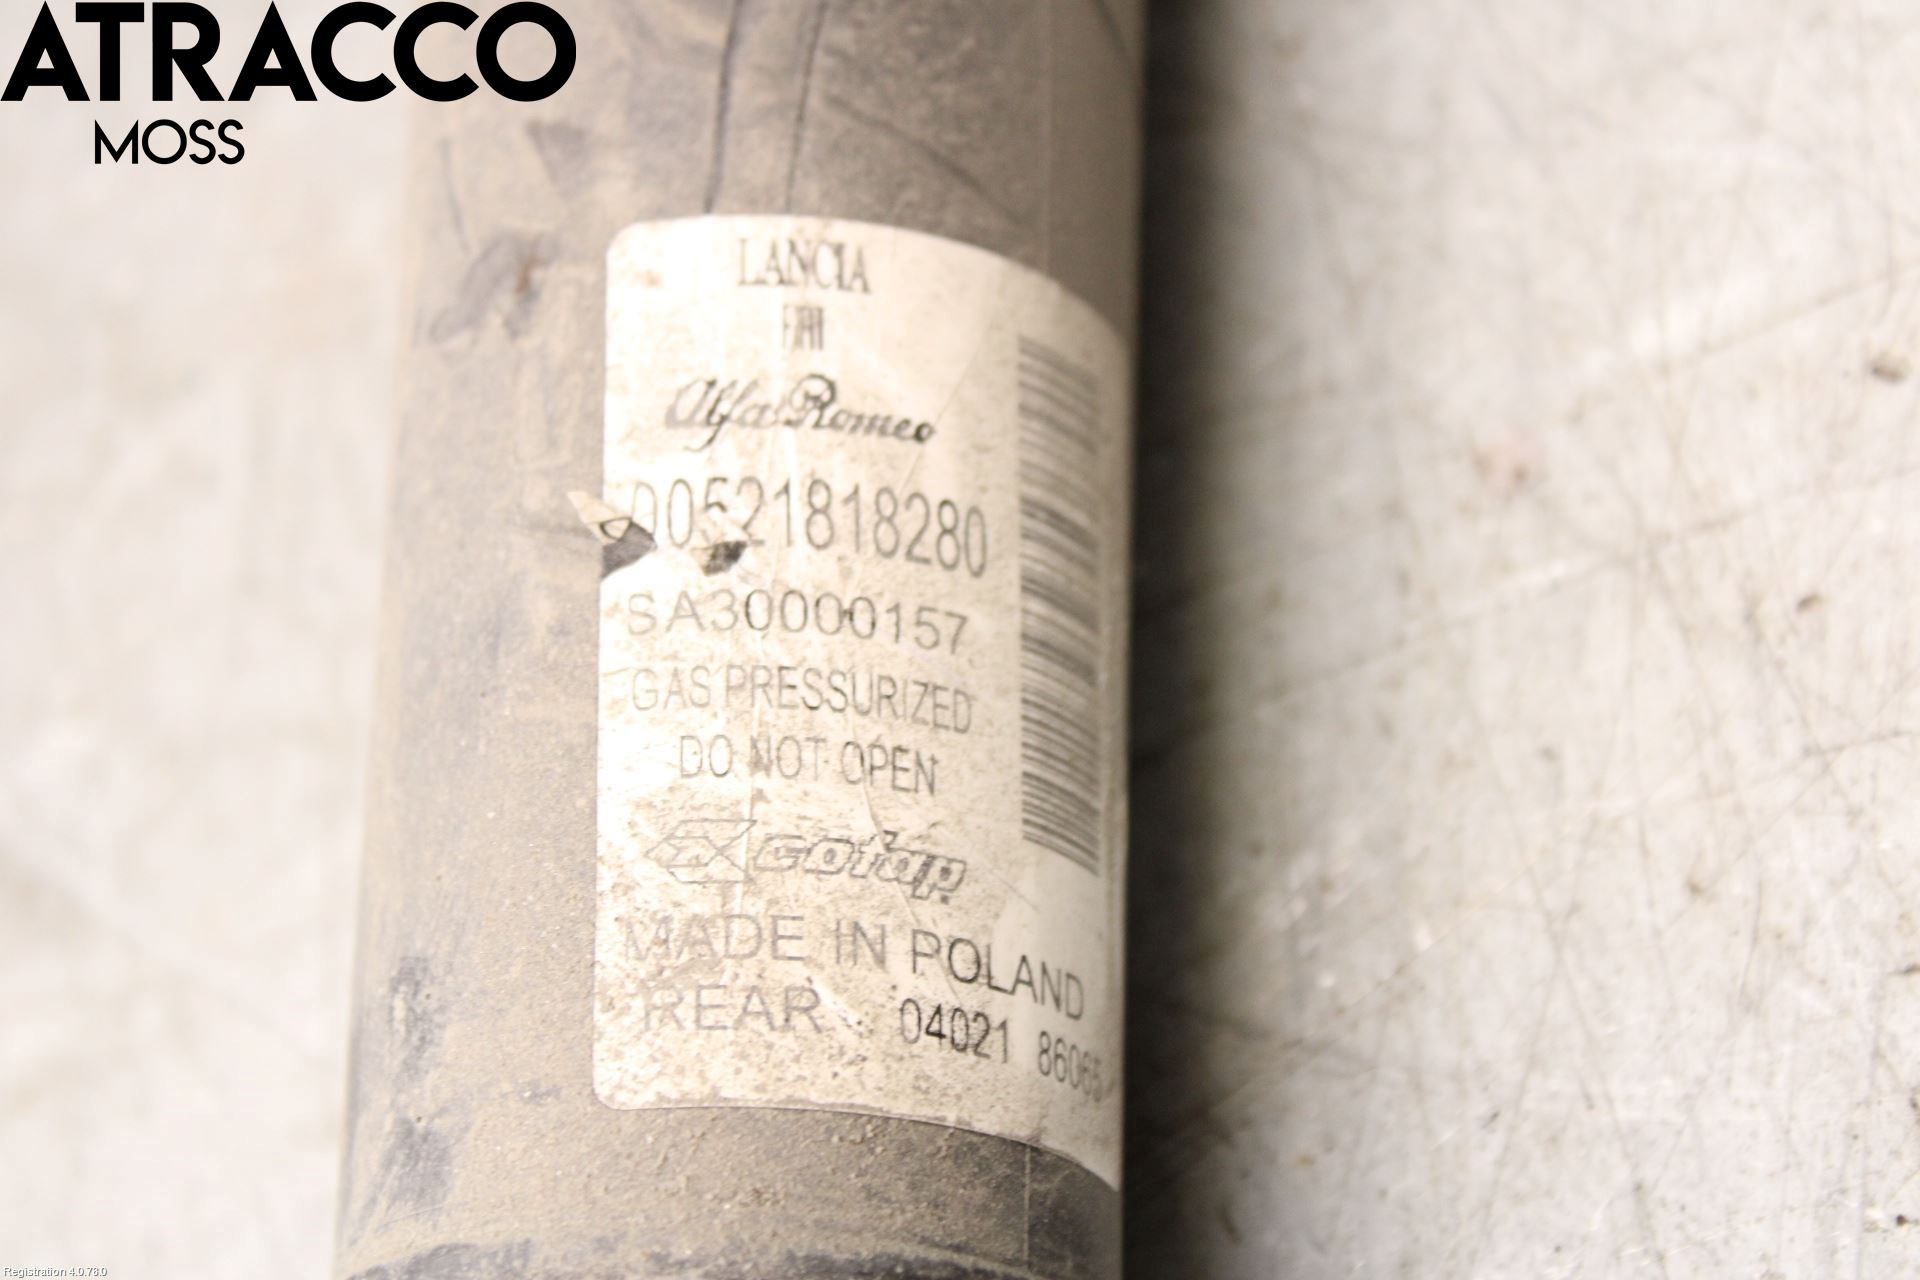 ATRACCO
MOSS
LANCIA
FIAT
Alfa Romeo
00521818280
SA30000157
GAS PRESSURIZED
DO NOT OPEN
cofap
MADE IN POLAND
REAR 04021 86065
Registration 4.0.78.0